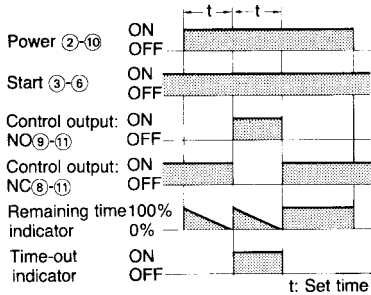 t t
Power ②-⑩ ON
OFF
Start ③-⑥ ON
OFF
Control output: ON
NO⑨-⑪ OFF
Control output: ON
NC⑧-⑪ OFF
Remaining time 100%
indicator 0%
Time-out ON
indicator OFF
t: Set time